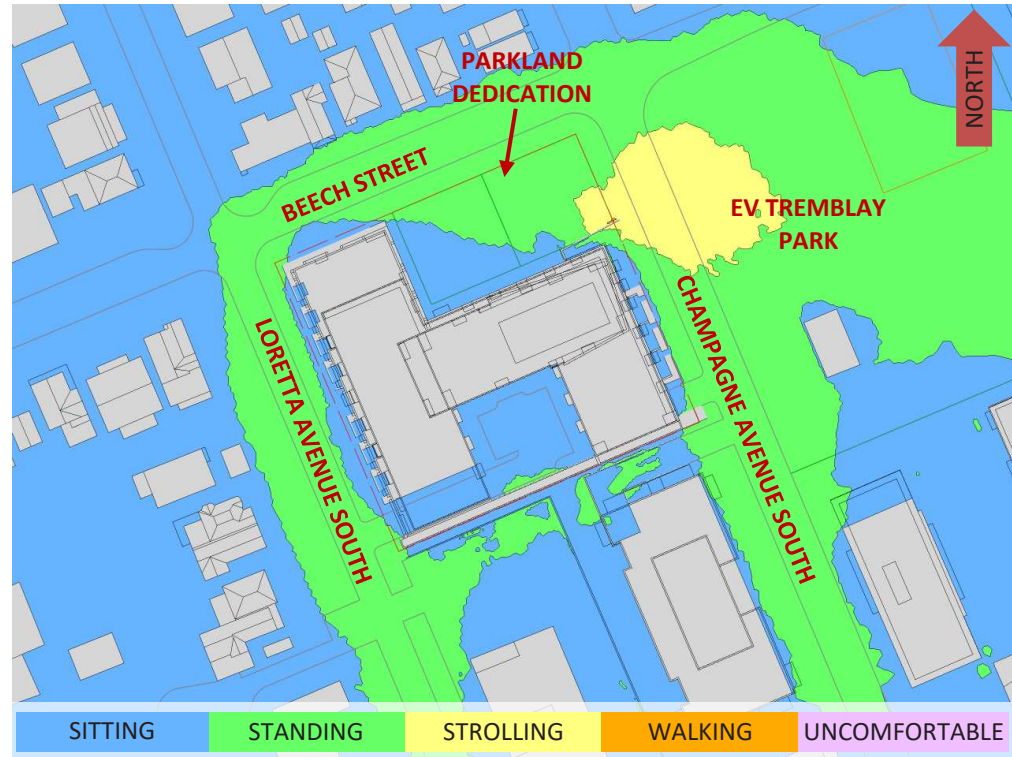 PARKLAND
DEDICATION
NORTH
BEECH STREET
EV TREMBLAY
PARK
LORETTA AVENUE SOUTH
CHAMPAGNE AVENUE SOUTH
SITTING
STANDING
STROLLING
WALKING
UNCOMFORTABLE